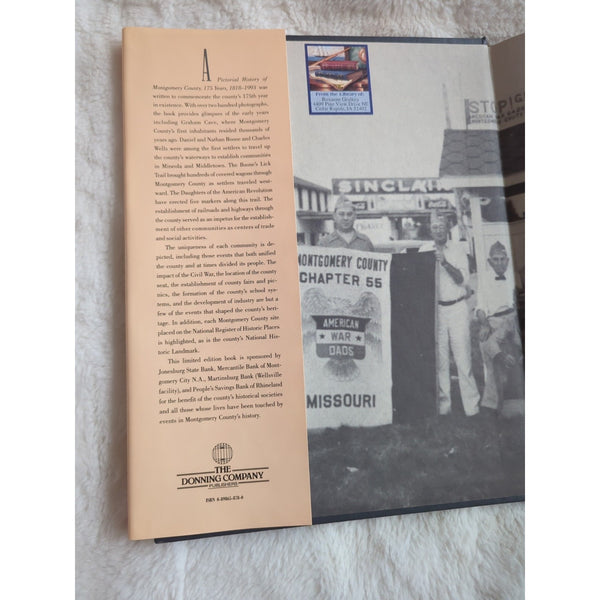 A
Pictorial History of
Montgomery County, 175 Years, 1818–1993 was
written to commemorate the county's 175th year
in existence. With over two hundred photographs,
the book provides glimpses of the early years
including Graham Cave, where Montgomery
County's first inhabitants resided thousands of
years ago. Daniel and Nathan Boone and Charles
Wells were among the first settlers to travel up
the county's waterways to establish communities
in Mineola and Middletown. The Boone's Lick
Trail brought hundreds of covered wagons through
Montgomery County as settlers traveled west-
ward. The Daughters of the American Revolution
have erected five markers along this trail. The
establishment of railroads and highways through
the county served as an impetus for the establish-
ment of other communities as centers of trade
and social activities.
The uniqueness of each community is de-
picted, including those events that both unified
the county and at times divided its people. The
impact of the Civil War, the location of the county
seat, the establishment of county fairs and pic-
nics, the formation of the county's school sys-
tems, and the development of industry are but a
few of the events that shaped the county's heri-
tage. In addition, each Montgomery County site
placed on the National Register of Historic Places
is highlighted, as is the county's National His-
toric Landmark.
This limited edition book is sponsored by
Jonesburg State Bank, Mercantile Bank of Mont-
gomery City N.A., Martinsburg Bank (Wellsville
facility), and People's Savings Bank of Rhineland
for the benefit of the county's historical societies
and all those whose lives have been touched by
events in Montgomery County's history.
THE
DONNING COMPANY
PUBLISHERS
ISBN 0-89865-878-0
From the Library of:
Cedar Rapids, IA 52402
STOP
SINCLAIR
MONTGOMERY COUNTY
CHAPTER 55
AMERICAN
WAR
DADS
MISSOURI